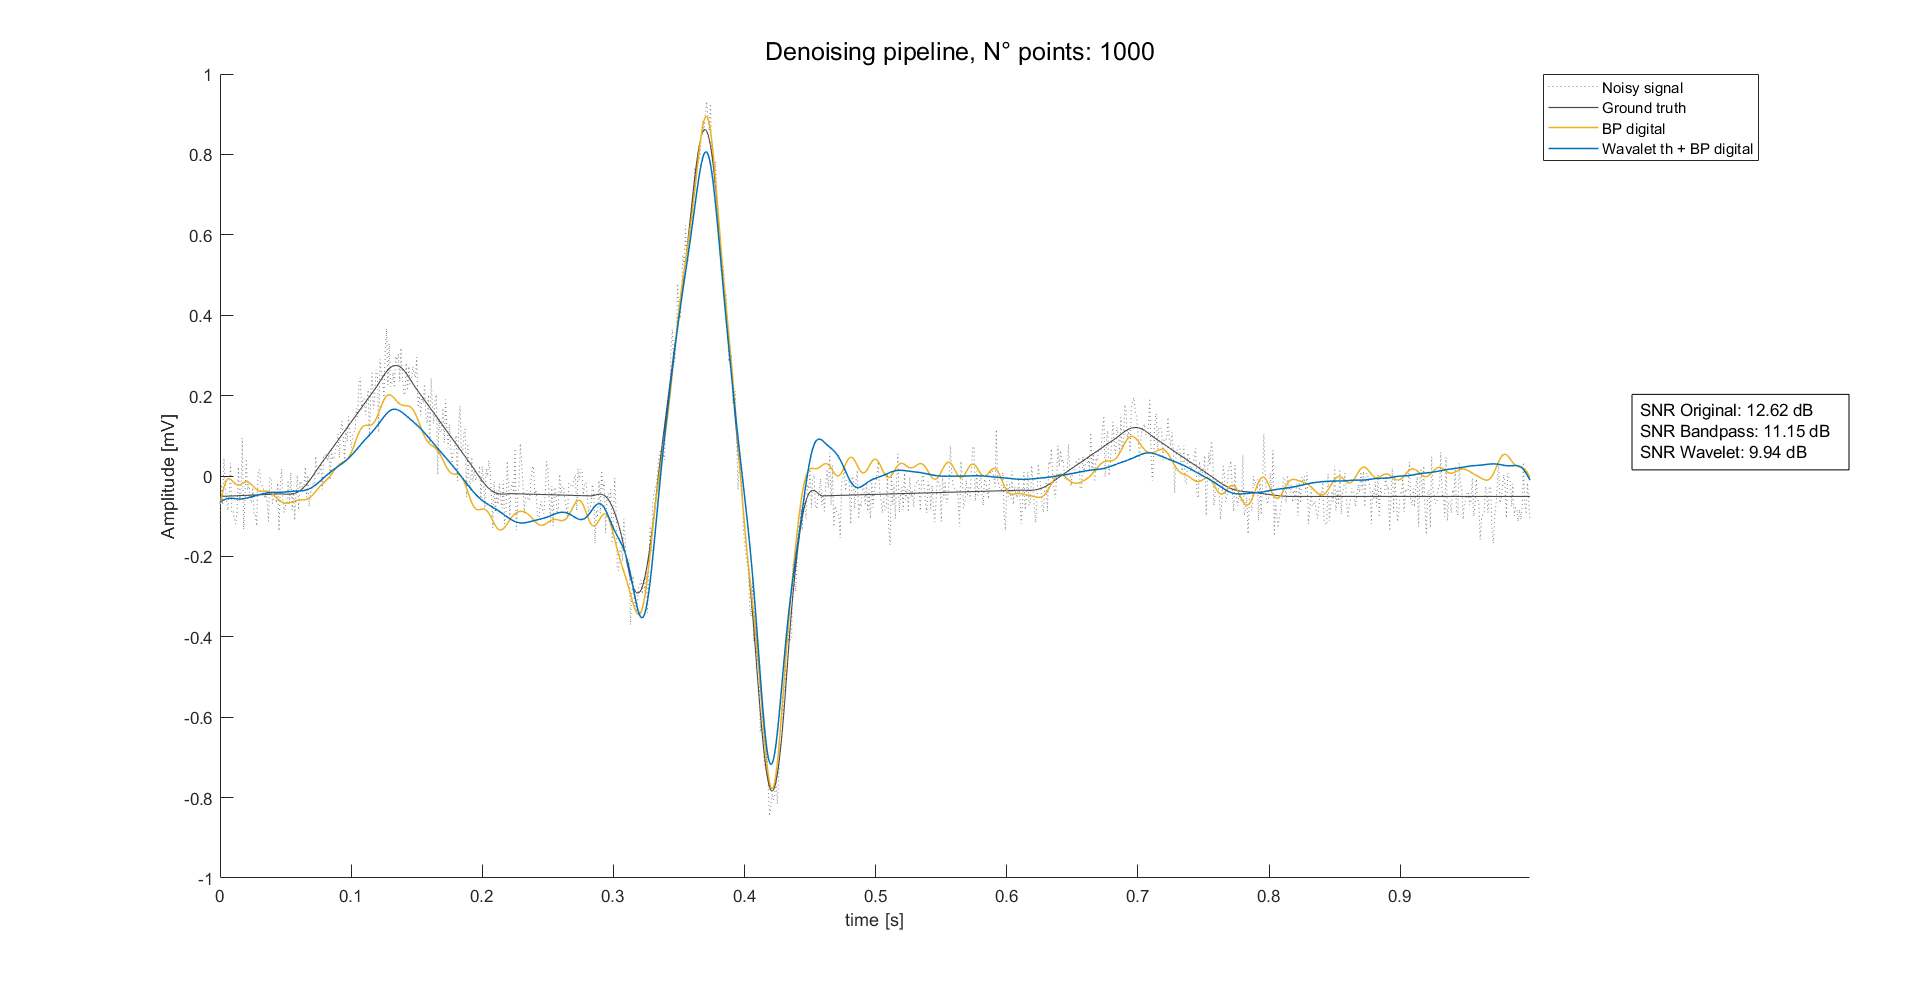 Denoising pipeline, N° points: 1000
Noisy signal
Ground truth
BP digital
Wavalet th + BP digital
1
0.8
0.6
0.4
0.2
0
-0.2
-0.4
-0.6
-0.8
-1
Amplitude [mV]
SNR Original: 12.62 dB
SNR Bandpass: 11.15 dB
SNR Wavelet: 9.94 dB
0 0.1 0.2 0.3 0.4 0.5 0.6 0.7 0.8 0.9
time [s]